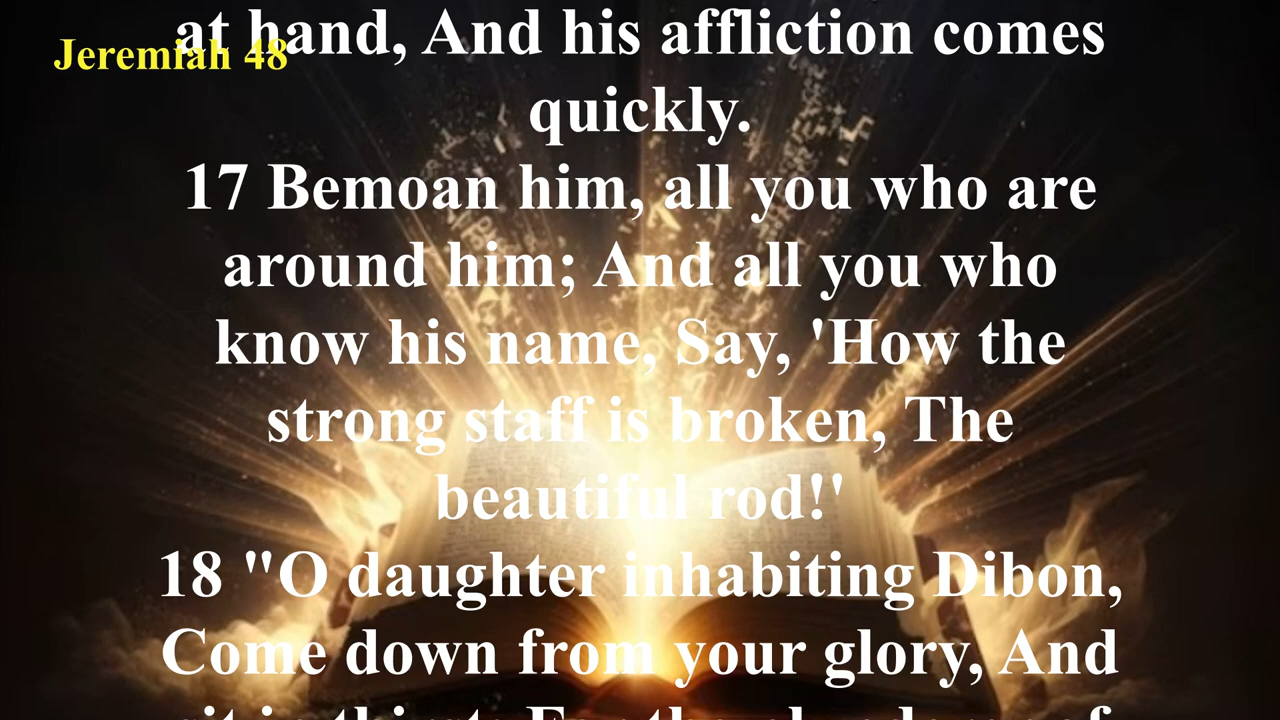 Jeremiah 48
at hand, And his affliction comes
quickly.
17 Bemoan him, all you who are
around him; And all you who
know his name, Say, 'How the
strong staff is broken, The
beautiful rod!'
18 "O daughter inhabiting Dibon,
Come down from your glory, And